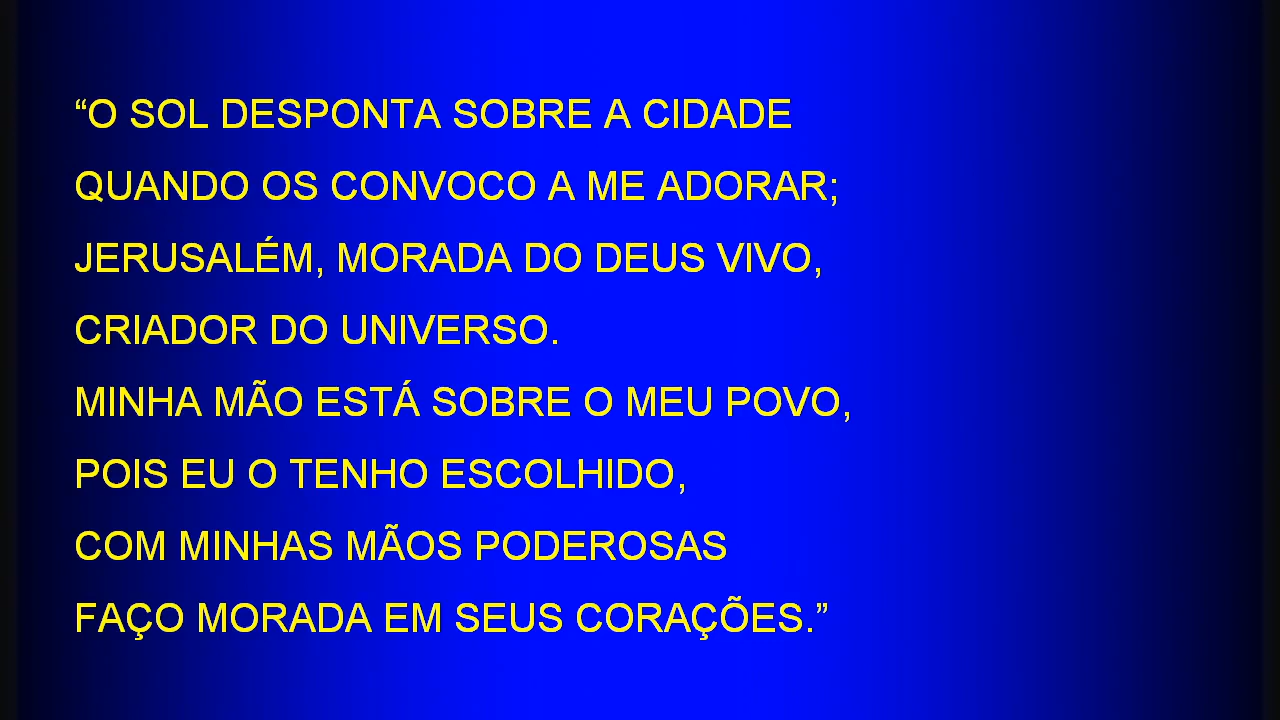 “O SOL DESPONTA SOBRE A CIDADE
QUANDO OS CONVOCO A ME ADORAR;
JERUSALÉM, MORADA DO DEUS VIVO,
CRIADOR DO UNIVERSO.
MINHA MÃO ESTÁ SOBRE O MEU POVO,
POIS EU O TENHO ESCOLHIDO,
COM MINHAS MÃOS PODEROSAS
FAÇO MORADA EM SEUS CORAÇÕES.”